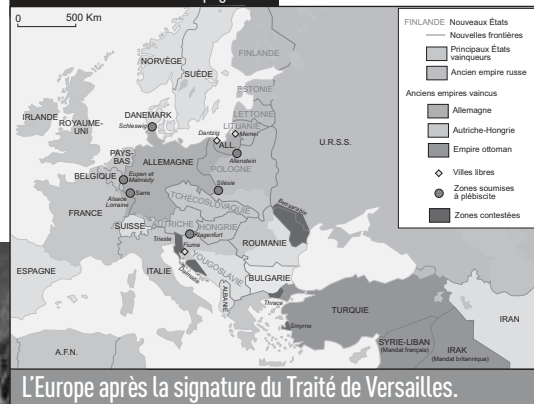 0 500 Km
FINLANDE Nouveaux États
Nouvelles frontières
Principaux États
vainqueurs
Ancien empire russe
Anciens empires vaincus
Allemagne
Autriche-Hongrie
Empire ottoman
Villes libres
Zones soumises
à plébiscite
Zones contestées
NORVÈGE
SUÈDE
FINLANDE
ESTONIE
LETTONIE
LITUANIE
Memel
Dantzig
ALL.
Allenstein
IRLANDE
ROYAUME-
UNI
DANEMARK
Schleswig
PAYS-
BAS
BELGIQUE
Eupen et
Malmédy
Sarre
Alsace
Lorraine
ALLEMAGNE
POLOGNE
Silésie
U.R.S.S.
TCHÉCOSLOVAQUIE
FRANCE
SUISSE
AUTRICHE
HONGRIE
Klagenfurt
Bessarabie
ROUMANIE
Trieste
Fiume
YOUGOSLAVIE
Dalmatie
ESPAGNE
ITALIE
BULGARIE
ALBANIE
Thrace
Smyrne
TURQUIE
IRAN
SYRIE-LIBAN
(Mandat français)
IRAK
(Mandat britannique)
A.F.N.
L'Europe après la signature du Traité de Versailles.